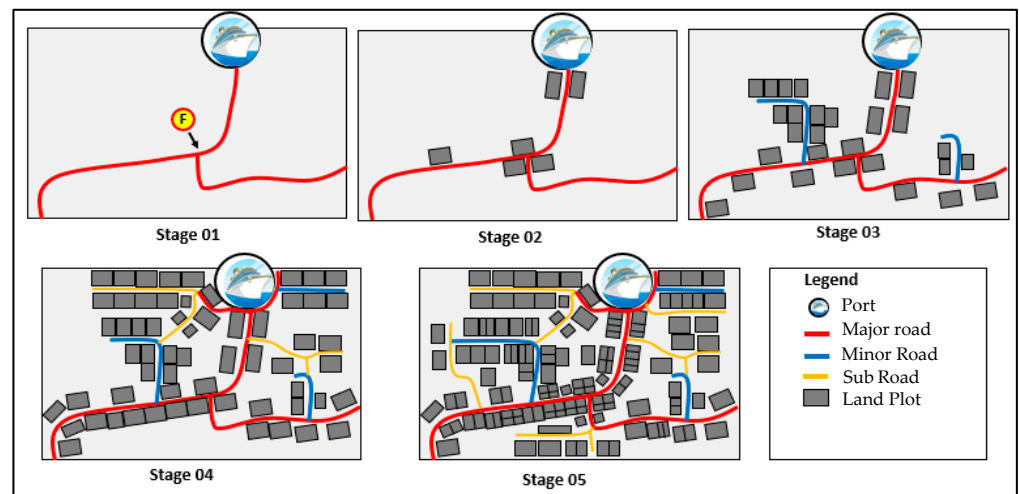 F
Stage 01
Stage 02
Stage 03
Stage 04
Stage 05
Legend
Port
Major road
Minor Road
Sub Road
Land Plot